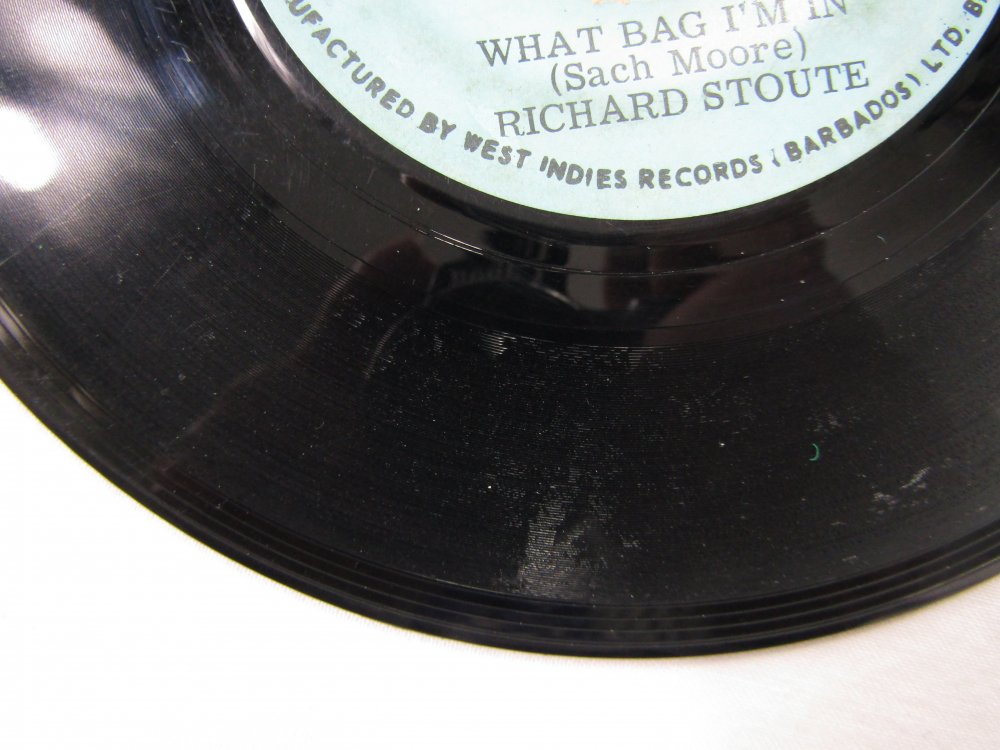 WHAT BAG I'M IN
(Sach Moore)
RICHARD STOUTE
UFACTURED BY WEST INDIES RECORDS (BARBADOS) LTD.